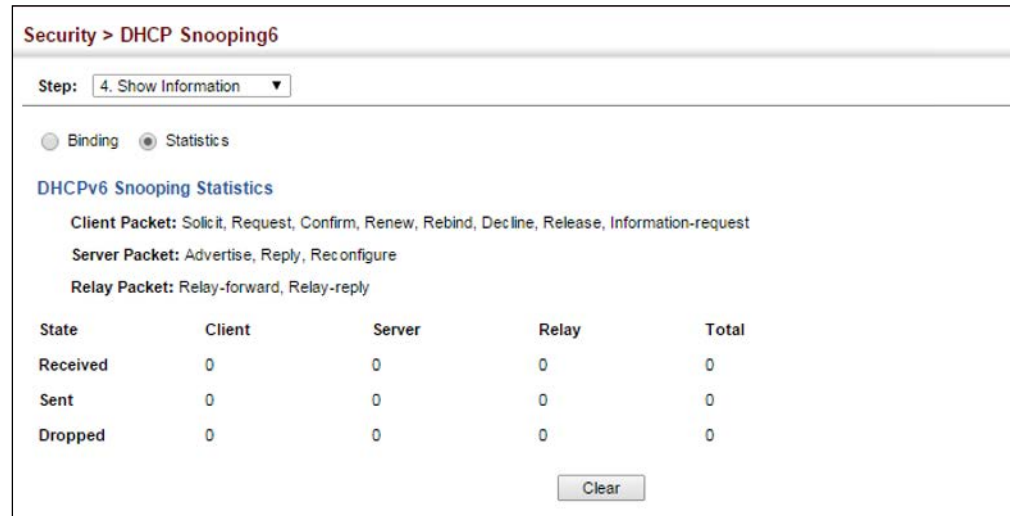 Security > DHCP Snooping6
Step: 4. Show Information ▼
Binding Statistics
DHCPv6 Snooping Statistics
Client Packet: Solicit, Request, Confirm, Renew, Rebind, Decline, Release, Information-request
Server Packet: Advertise, Reply, Reconfigure
Relay Packet: Relay-forward, Relay-reply
State Client Server Relay Total
Received 0 0 0 0
Sent 0 0 0 0
Dropped 0 0 0 0
Clear